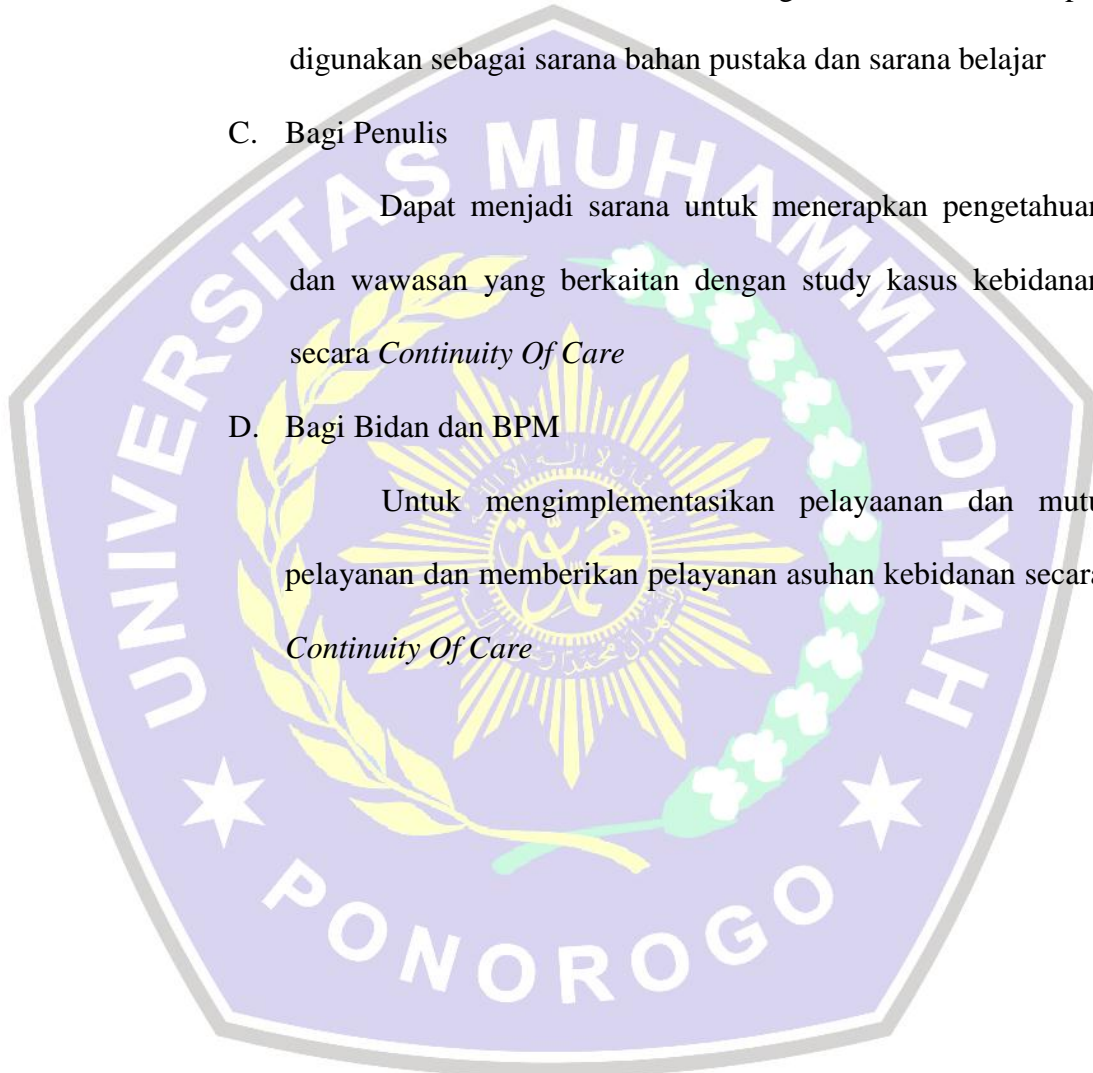 digunakan sebagai sarana bahan pustaka dan sarana belajar
C. Bagi Penulis
Dapat menjadi sarana untuk menerapkan pengetahuan
dan wawasan yang berkaitan dengan study kasus kebidanan
secara Continuity Of Care
D. Bagi Bidan dan BPM
Untuk mengimplementasikan pelayaanan dan mutu
pelayanan dan memberikan pelayanan asuhan kebidanan secara
Continuity Of Care
UNIVERSITAS MUHAMMADIYAH
PONOROGO